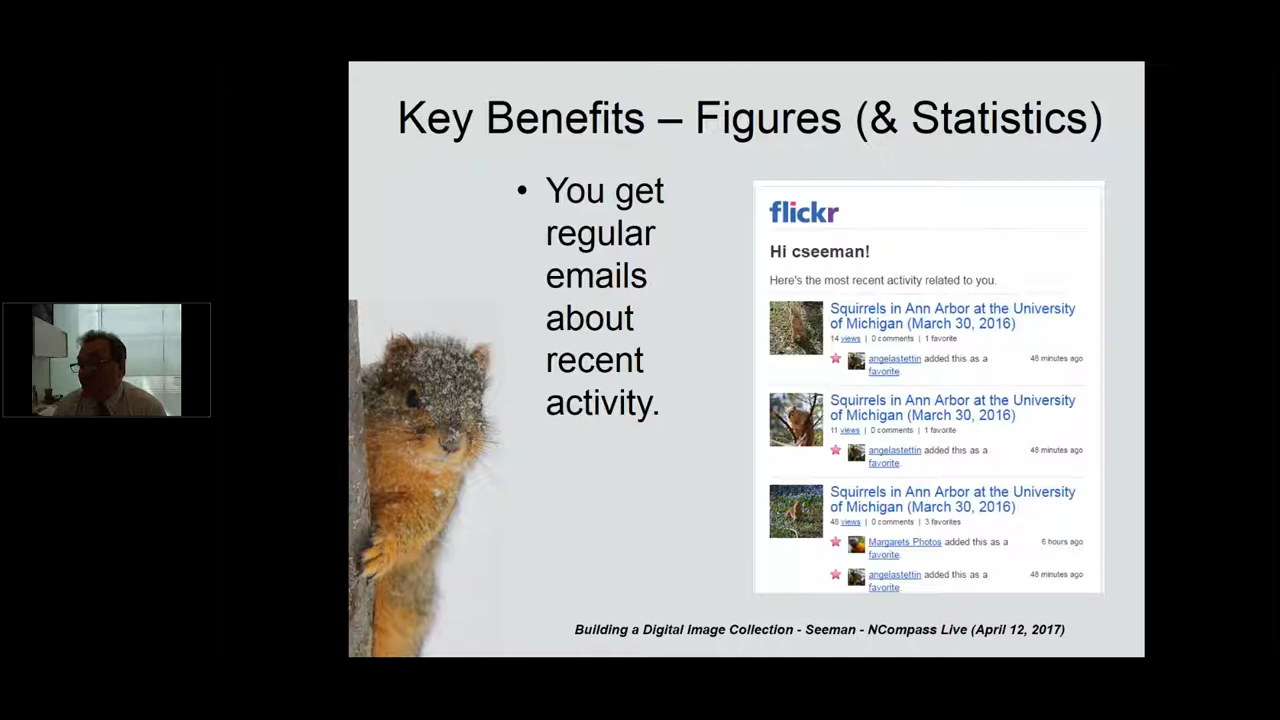 Key Benefits – Figures (& Statistics)
• You get
regular
emails
about
recent
activity.
flickr
Hi cseeman!
Here's the most recent activity related to you.
Squirrels in Ann Arbor at the University
of Michigan (March 30, 2016)
14 views | 0 comments | 1 favorite
angelastettin added this as a 48 minutes ago
favorite.
Squirrels in Ann Arbor at the University
of Michigan (March 30, 2016)
11 views | 0 comments | 1 favorite
angelastettin added this as a 48 minutes ago
favorite.
Squirrels in Ann Arbor at the University
of Michigan (March 30, 2016)
48 views | 0 comments | 3 favorites
Margarets Photos added this as a 6 hours ago
favorite.
angelastettin added this as a 48 minutes ago
favorite.
Building a Digital Image Collection - Seeman - NCompass Live (April 12, 2017)